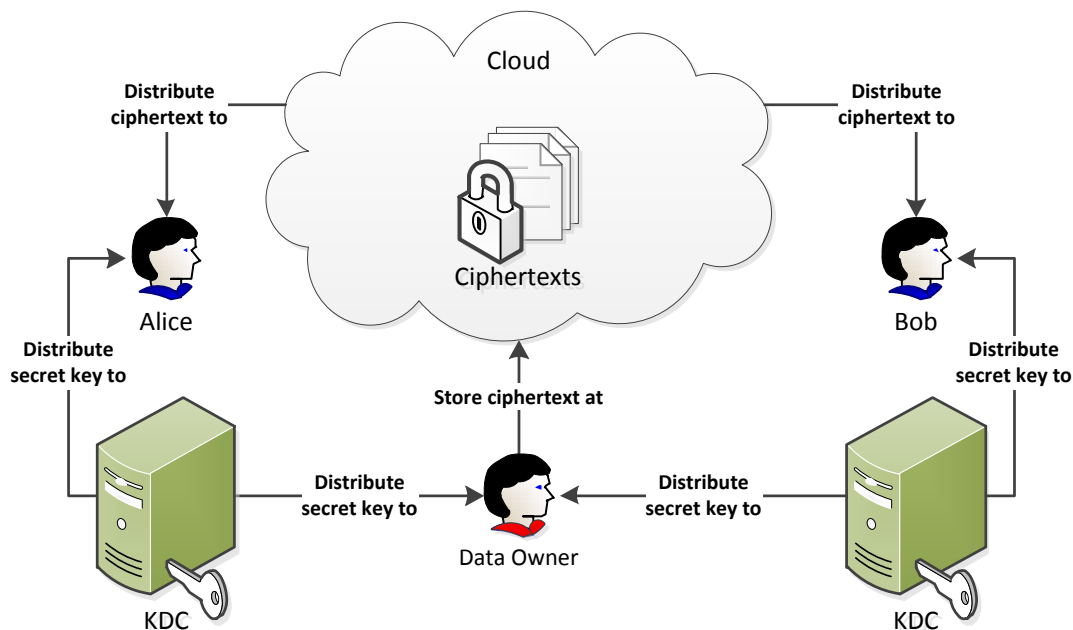 Cloud
Distribute
ciphertext to
Distribute
ciphertext to
Ciphertexts
Alice
Bob
Distribute
secret key to
Distribute
secret key to
Store ciphertext at
Distribute
secret key to
Distribute
secret key to
Data Owner
KDC
KDC